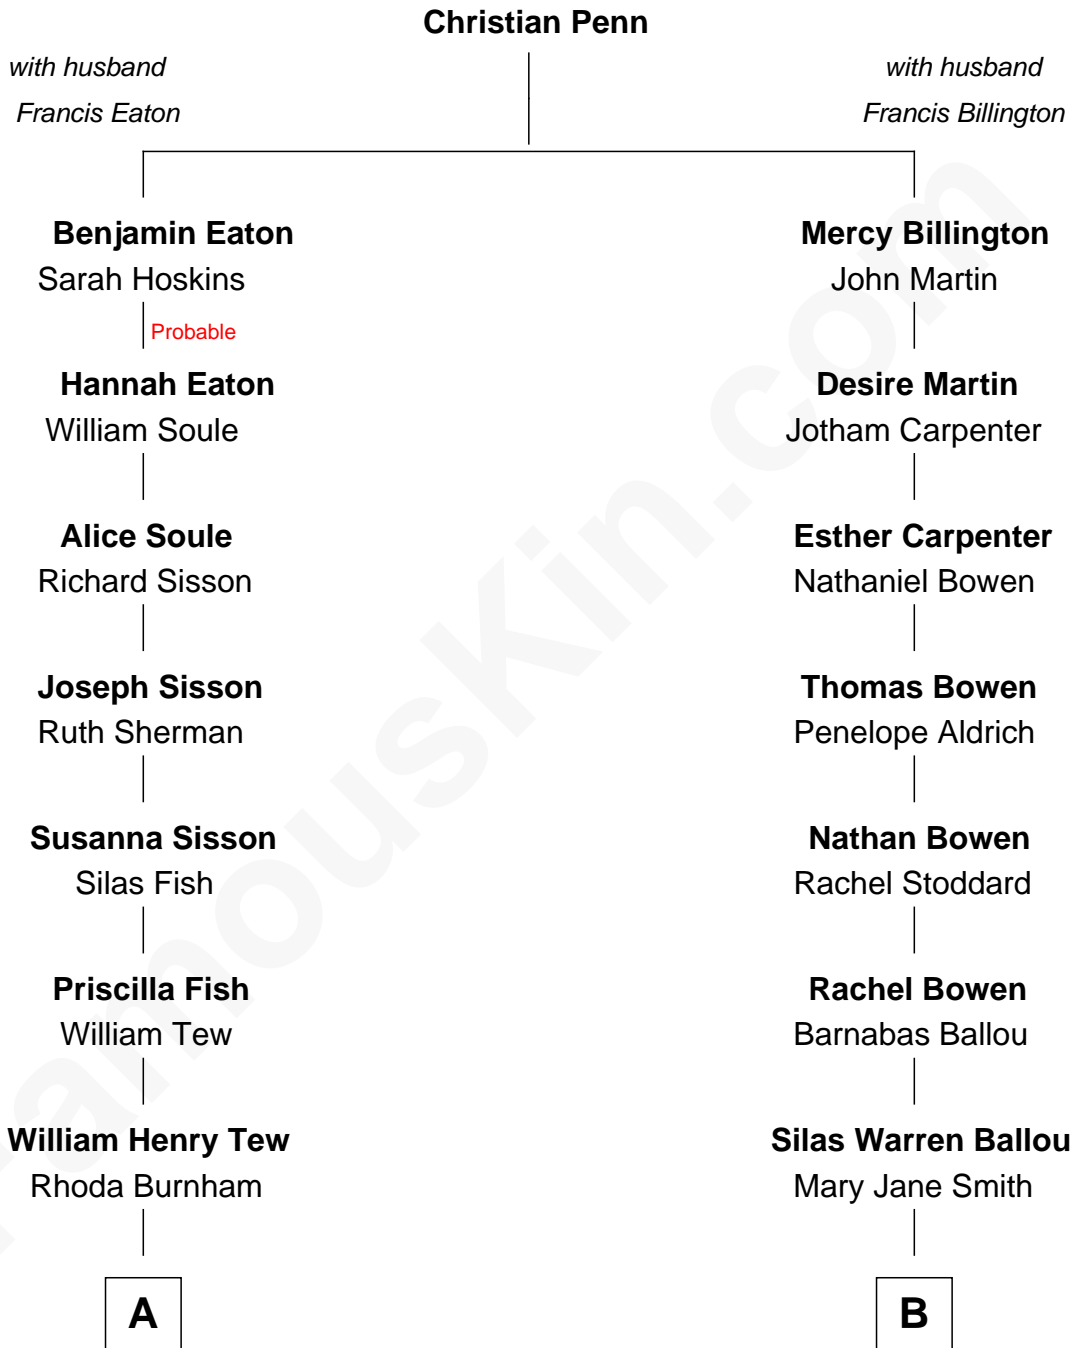 Christian Penn
with husband
Francis Eaton
with husband
Francis Billington
Benjamin Eaton
Sarah Hoskins
Probable
Hannah Eaton
William Soule
Alice Soule
Richard Sisson
Joseph Sisson
Ruth Sherman
Susanna Sisson
Silas Fish
Priscilla Fish
William Tew
William Henry Tew
Rhoda Burnham
A
Mercy Billington
John Martin
Desire Martin
Jotham Carpenter
Esther Carpenter
Nathaniel Bowen
Thomas Bowen
Penelope Aldrich
Nathan Bowen
Rachel Stoddard
Rachel Bowen
Barnabas Ballou
Silas Warren Ballou
Mary Jane Smith
B
FamousKin.com